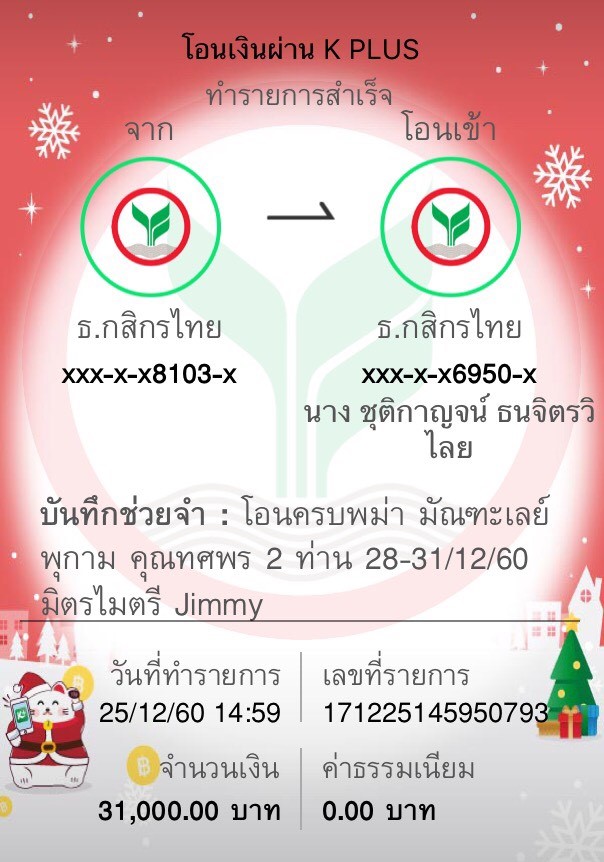 โอนเงินผ่าน K PLUS
ทำรายการสำเร็จ
จาก
โอนเข้า
ธ.กสิกรไทย
ธ.กสิกรไทย
xxx-x-x8103-x
xxx-x-x6950-x
นาง ชุติกาญจน์ ธนจิตรวิ
ไลย
บันทึกช่วยจำ : โอนครบพม่า มัณฑะเลย์
พุกาม คุณทศพร 2 ท่าน 28-31/12/60
มิตรไมตรี Jimmy
วันที่ทำรายการ
เลขที่รายการ
25/12/60 14:59
171225145950793
จำนวนเงิน
ค่าธรรมเนียม
31,000.00 บาท
0.00 บาท